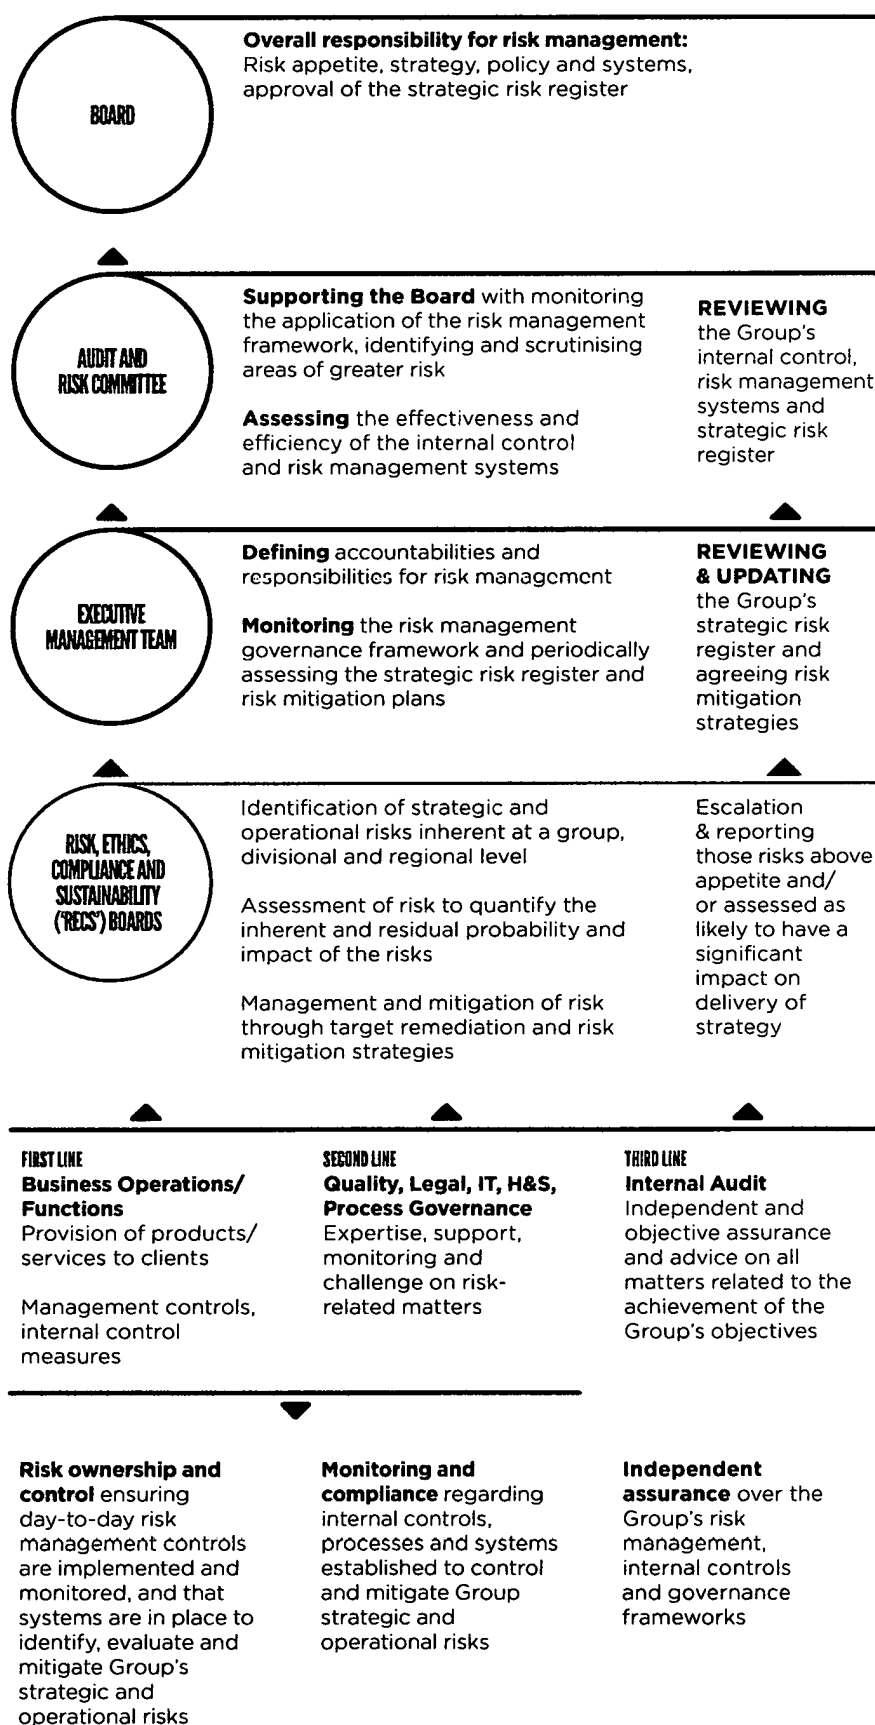 BOARD
Overall responsibility for risk management:
Risk appetite, strategy, policy and systems,
approval of the strategic risk register
AUDIT AND
RISK COMMITTEE
Supporting the Board with monitoring
the application of the risk management
framework, identifying and scrutinising
areas of greater risk
Assessing the effectiveness and
efficiency of the internal control
and risk management systems
REVIEWING
the Group's
internal control,
risk management
systems and
strategic risk
register
EXECUTIVE
MANAGEMENT TEAM
Defining accountabilities and
responsibilities for risk management
Monitoring the risk management
governance framework and periodically
assessing the strategic risk register and
risk mitigation plans
REVIEWING
& UPDATING
the Group's
strategic risk
register and
agreeing risk
mitigation
strategies
RISK, ETHICS,
COMPLIANCE AND
SUSTAINABILITY
('RECS') BOARDS
Identification of strategic and
operational risks inherent at a group,
divisional and regional level
Assessment of risk to quantify the
inherent and residual probability and
impact of the risks
Management and mitigation of risk
through target remediation and risk
mitigation strategies
Escalation
& reporting
those risks above
appetite and/
or assessed as
likely to have a
significant
impact on
delivery of
strategy
FIRST LINE
Business Operations/
Functions
Provision of products/
services to clients
Management controls,
internal control
measures
SECOND LINE
Quality, Legal, IT, H&S,
Process Governance
Expertise, support,
monitoring and
challenge on risk-
related matters
THIRD LINE
Internal Audit
Independent and
objective assurance
and advice on all
matters related to the
achievement of the
Group's objectives
Risk ownership and
control ensuring
day-to-day risk
management controls
are implemented and
monitored, and that
systems are in place to
identify, evaluate and
mitigate Group's
strategic and
operational risks
Monitoring and
compliance regarding
internal controls,
processes and systems
established to control
and mitigate Group
strategic and
operational risks
Independent
assurance over the
Group's risk
management,
internal controls
and governance
frameworks